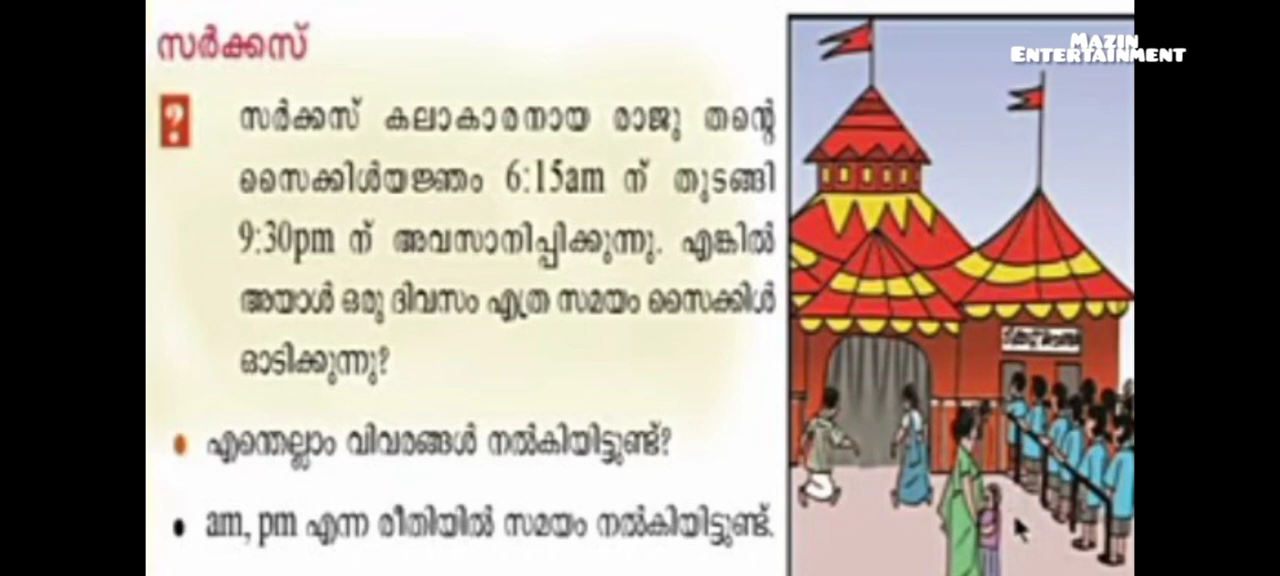 സർക്കസ്
MAZIN
ENTERTAINMENT
? സർക്കസ് കലാകാരനായ രാജു തന്റെ
സൈക്കിൾയജ്ഞം 6:15am ന് തുടങ്ങി
9:30pm ന് അവസാനിപ്പിക്കുന്നു. എങ്കിൽ
അയാൾ ഒരു ദിവസം എത്ര സമയം സൈക്കിൾ
ഓടിക്കുന്നു?
• എന്തെല്ലാം വിവരങ്ങൾ നൽകിയിട്ടുണ്ട്?
• am, pm എന്ന രീതിയിൽ സമയം നൽകിയിട്ടുണ്ട്.